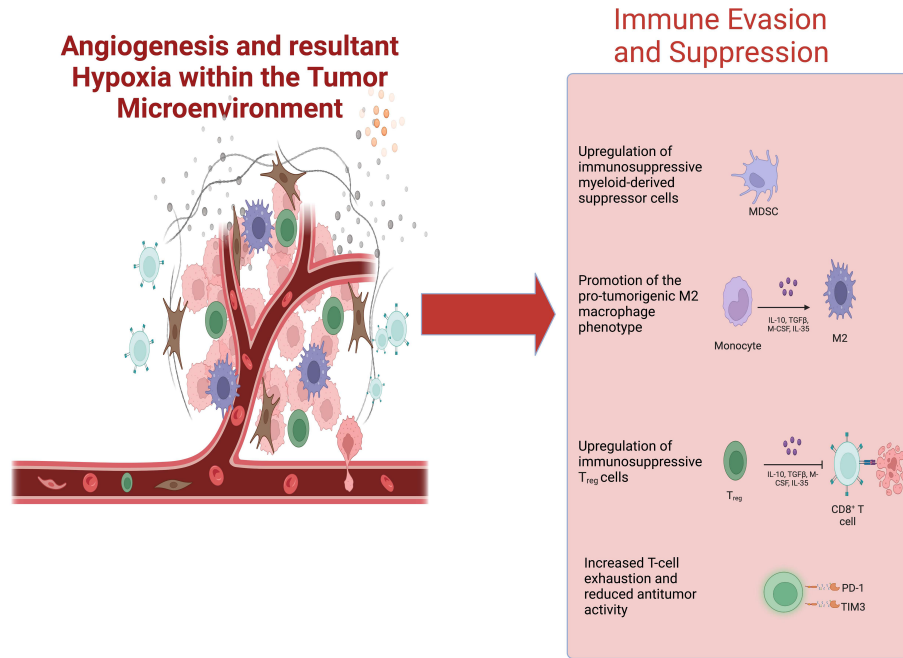 Angiogenesis and resultant
Hypoxia within the Tumor
Microenvironment
Immune Evasion
and Suppression
Upregulation of
immunosuppressive
myeloid-derived
suppressor cells
MDSC
Promotion of the
pro-tumorigenic M2
macrophage
phenotype
Monocyte
IL-10, TGFβ,
M-CSF, IL-35
M2
Upregulation of
immunosuppressive
Treg cells
Treg
IL-10, TGFβ, M-
CSF, IL-35
CD8⁺ T
cell
Increased T-cell
exhaustion and
reduced antitumor
activity
PD-1
TIM3